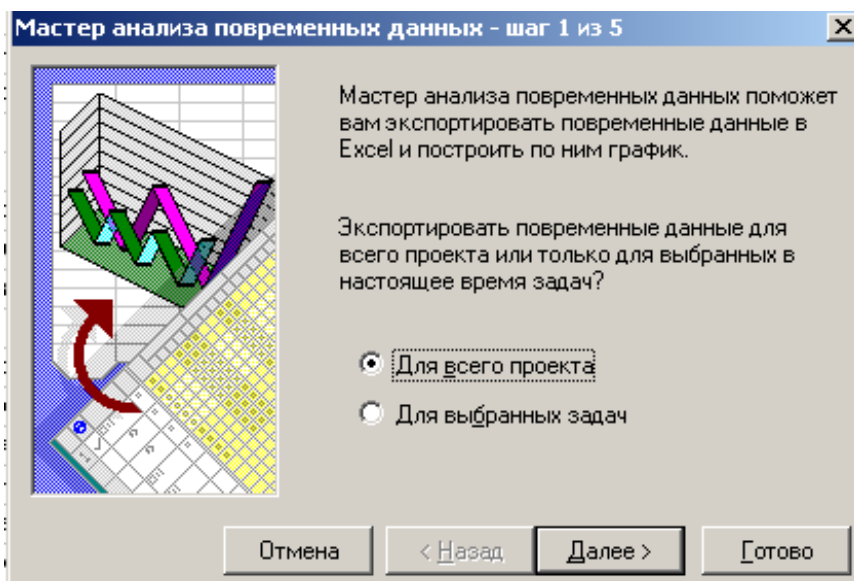 Мастер анализа повременных данных - шаг 1 из 5
Мастер анализа повременных данных поможет
вам экспортировать повременные данные в
Excel и построить по ним график.
Экспортировать повременные данные для
всего проекта или только для выбранных в
настоящее время задач?
Для всего проекта
Для выбранных задач
Отмена
< Назад
Далее >
Готово